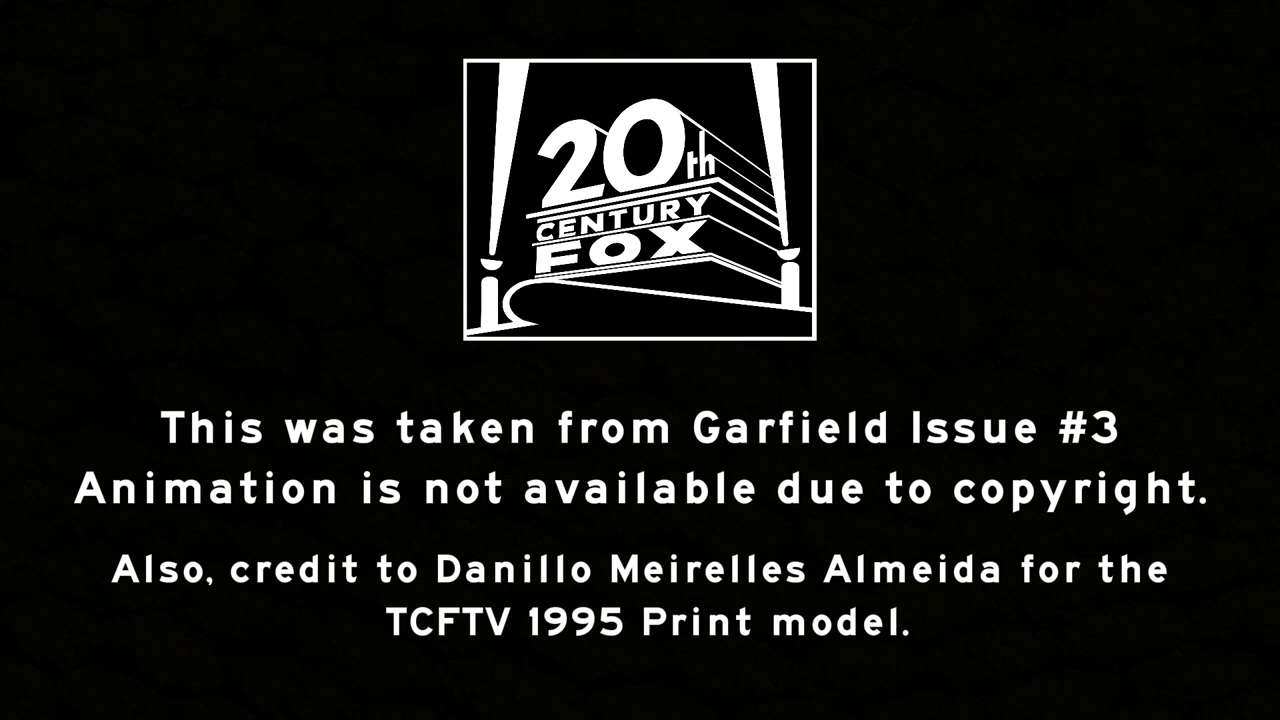 20th
CENTURY
FOX
This was taken from Garfield Issue #3
Animation is not available due to copyright.
Also, credit to Danillo Meirelles Almeida for the
TCFTV 1995 Print model.